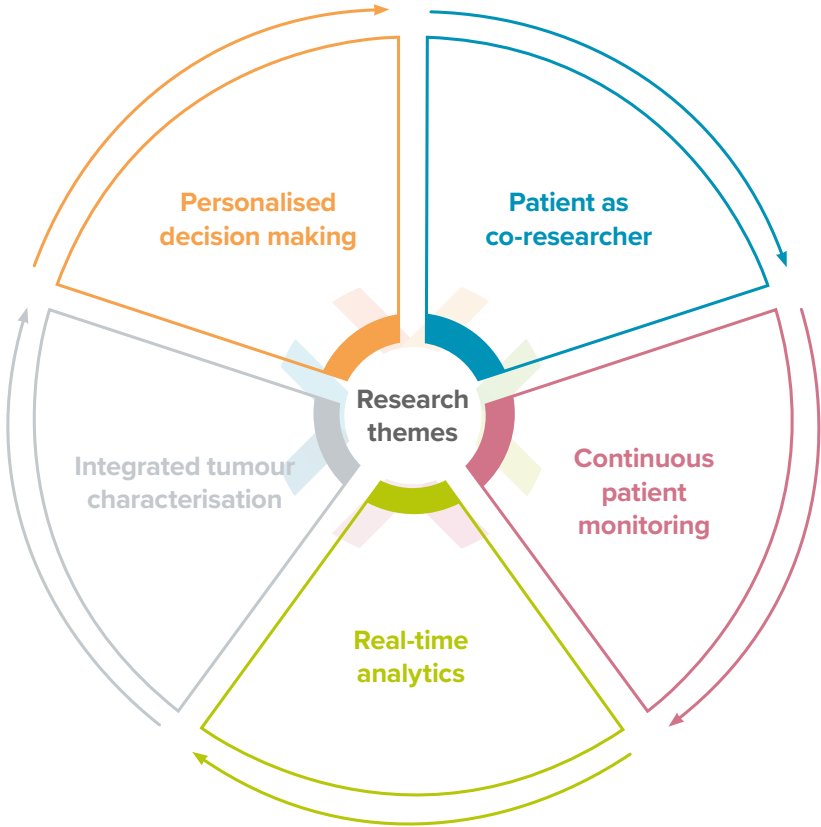 Personalised
decision making
Patient as
co-researcher
Research
themes
Integrated tumour
characterisation
Continuous
patient
monitoring
Real-time
analytics